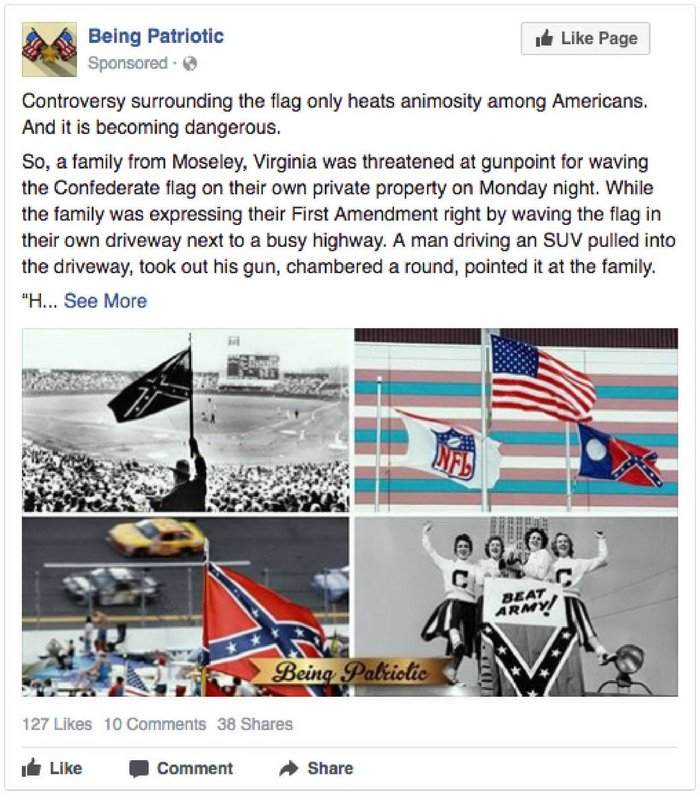 Being Patriotic
Sponsored ·
Like Page
Controversy surrounding the flag only heats animosity among Americans.
And it is becoming dangerous.
So, a family from Moseley, Virginia was threatened at gunpoint for waving
the Confederate flag on their own private property on Monday night. While
the family was expressing their First Amendment right by waving the flag in
their own driveway next to a busy highway. A man driving an SUV pulled into
the driveway, took out his gun, chambered a round, pointed it at the family.
“H... See More
NFL
C
C
BEAT
ARMY!
Being Patriotic
127 Likes 10 Comments 38 Shares
Like Comment Share